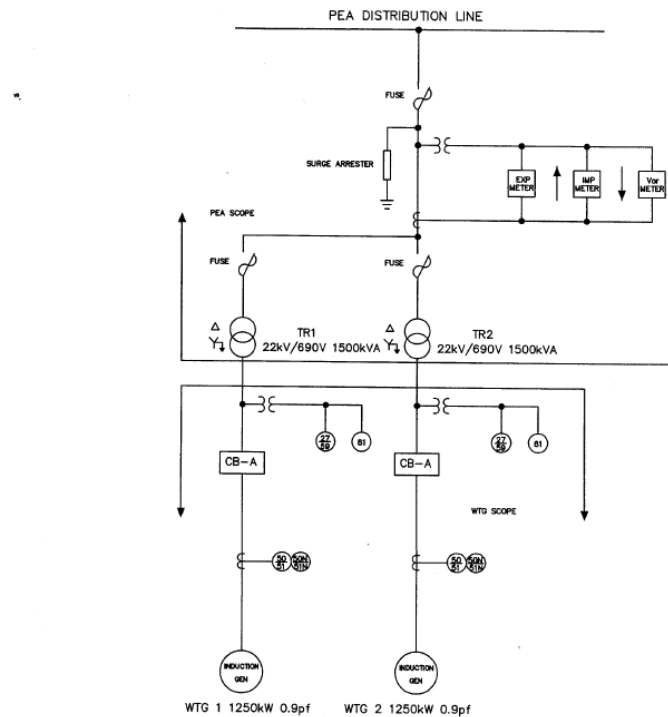 PEA DISTRIBUTION LINE
FUSE
SURGE ARRESTER
EXP
METER
IMP
METER
Var
METER
PEA SCOPE
FUSE
FUSE
TR1
22kV/690V 1500kVA
TR2
22kV/690V 1500kVA
27
59
81
27
59
81
CB-A
CB-A
WTG SCOPE
50
51
50N
51N
50
51
50N
51N
INDUCTION
GEN
INDUCTION
GEN
WTG 1 1250kW 0.9pf
WTG 2 1250kW 0.9pf